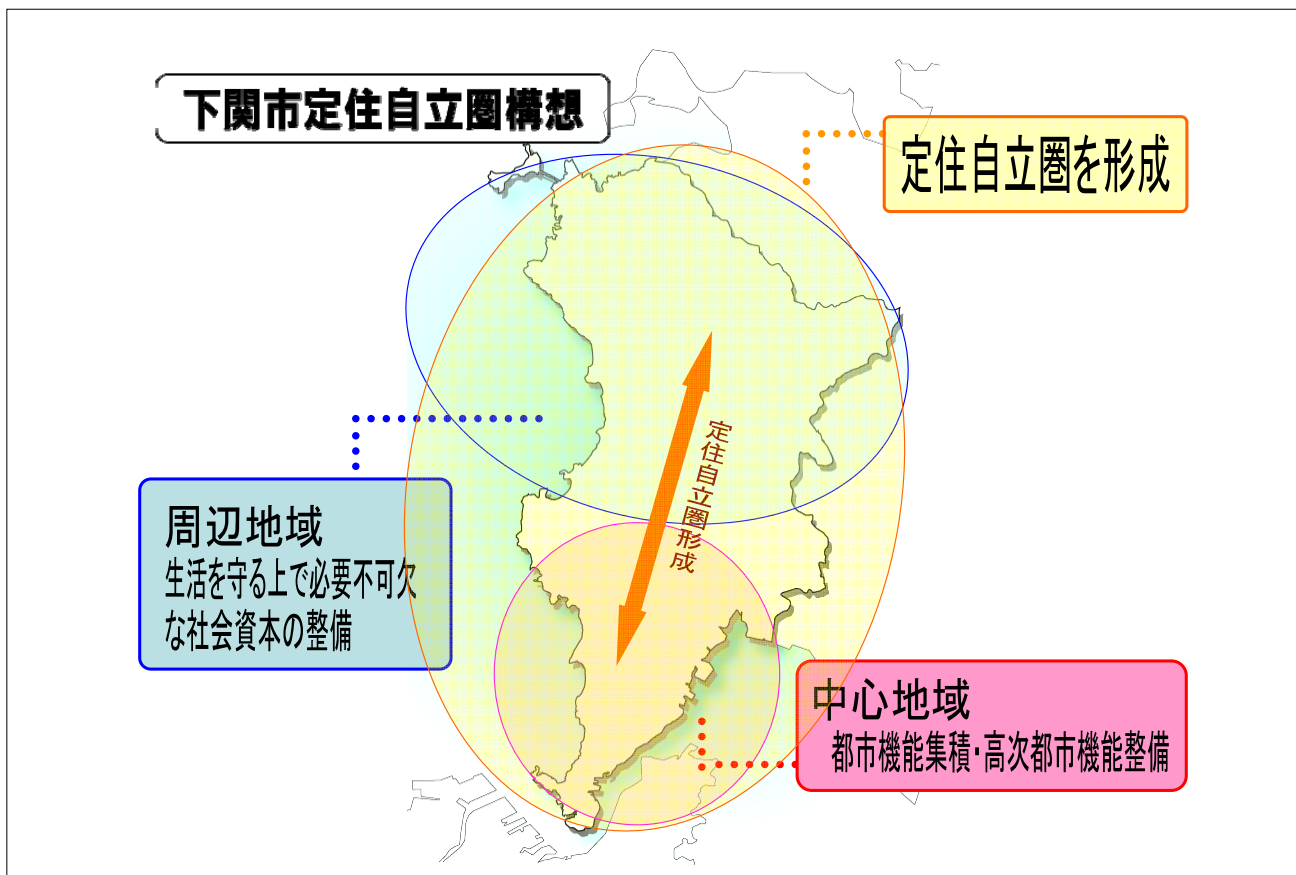 下関市定住自立圏構想
定住自立圏を形成
定住自立圏形成
周辺地域
生活を守る上で必要不可欠
な社会資本の整備
中心地域
都市機能集積・高次都市機能整備